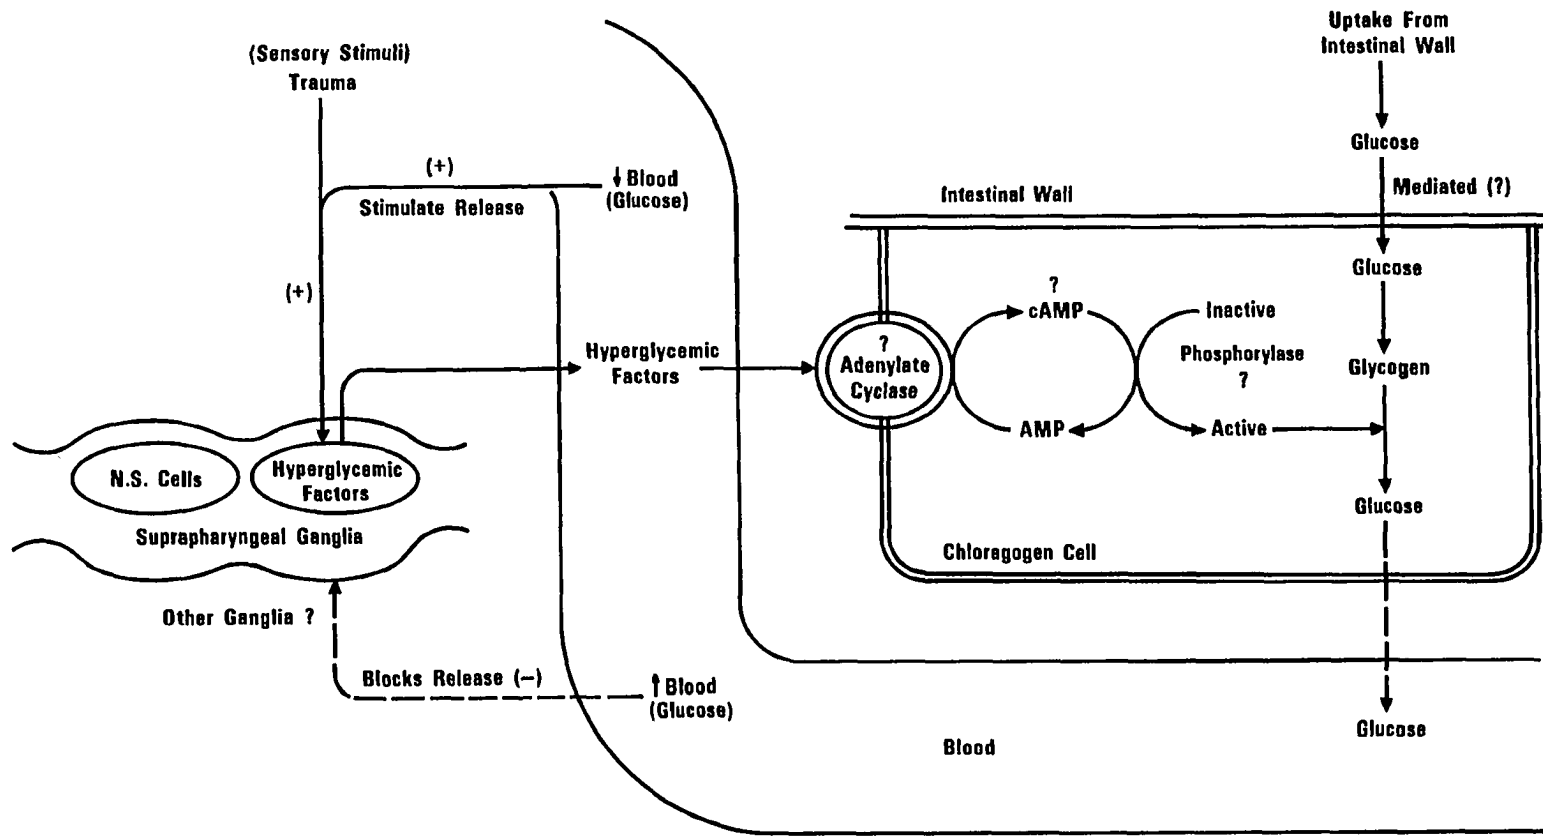 (Sensory Stimuli)
Trauma
(+)
Stimulate Release
↓ Blood
(Glucose)
(+)
Hyperglycemic
Factors
N.S. Cells
Hyperglycemic
Factors
Suprapharyngeal Ganglia
Other Ganglia ?
Blocks Release (–)
↑ Blood
(Glucose)
Uptake From
Intestinal Wall
Glucose
Mediated (?)
Intestinal Wall
Glucose
?
cAMP
Inactive
?
Adenylate
Cyclase
Phosphorylase
?
Glycogen
AMP
Active
Glucose
Chloragogen Cell
Glucose
Blood